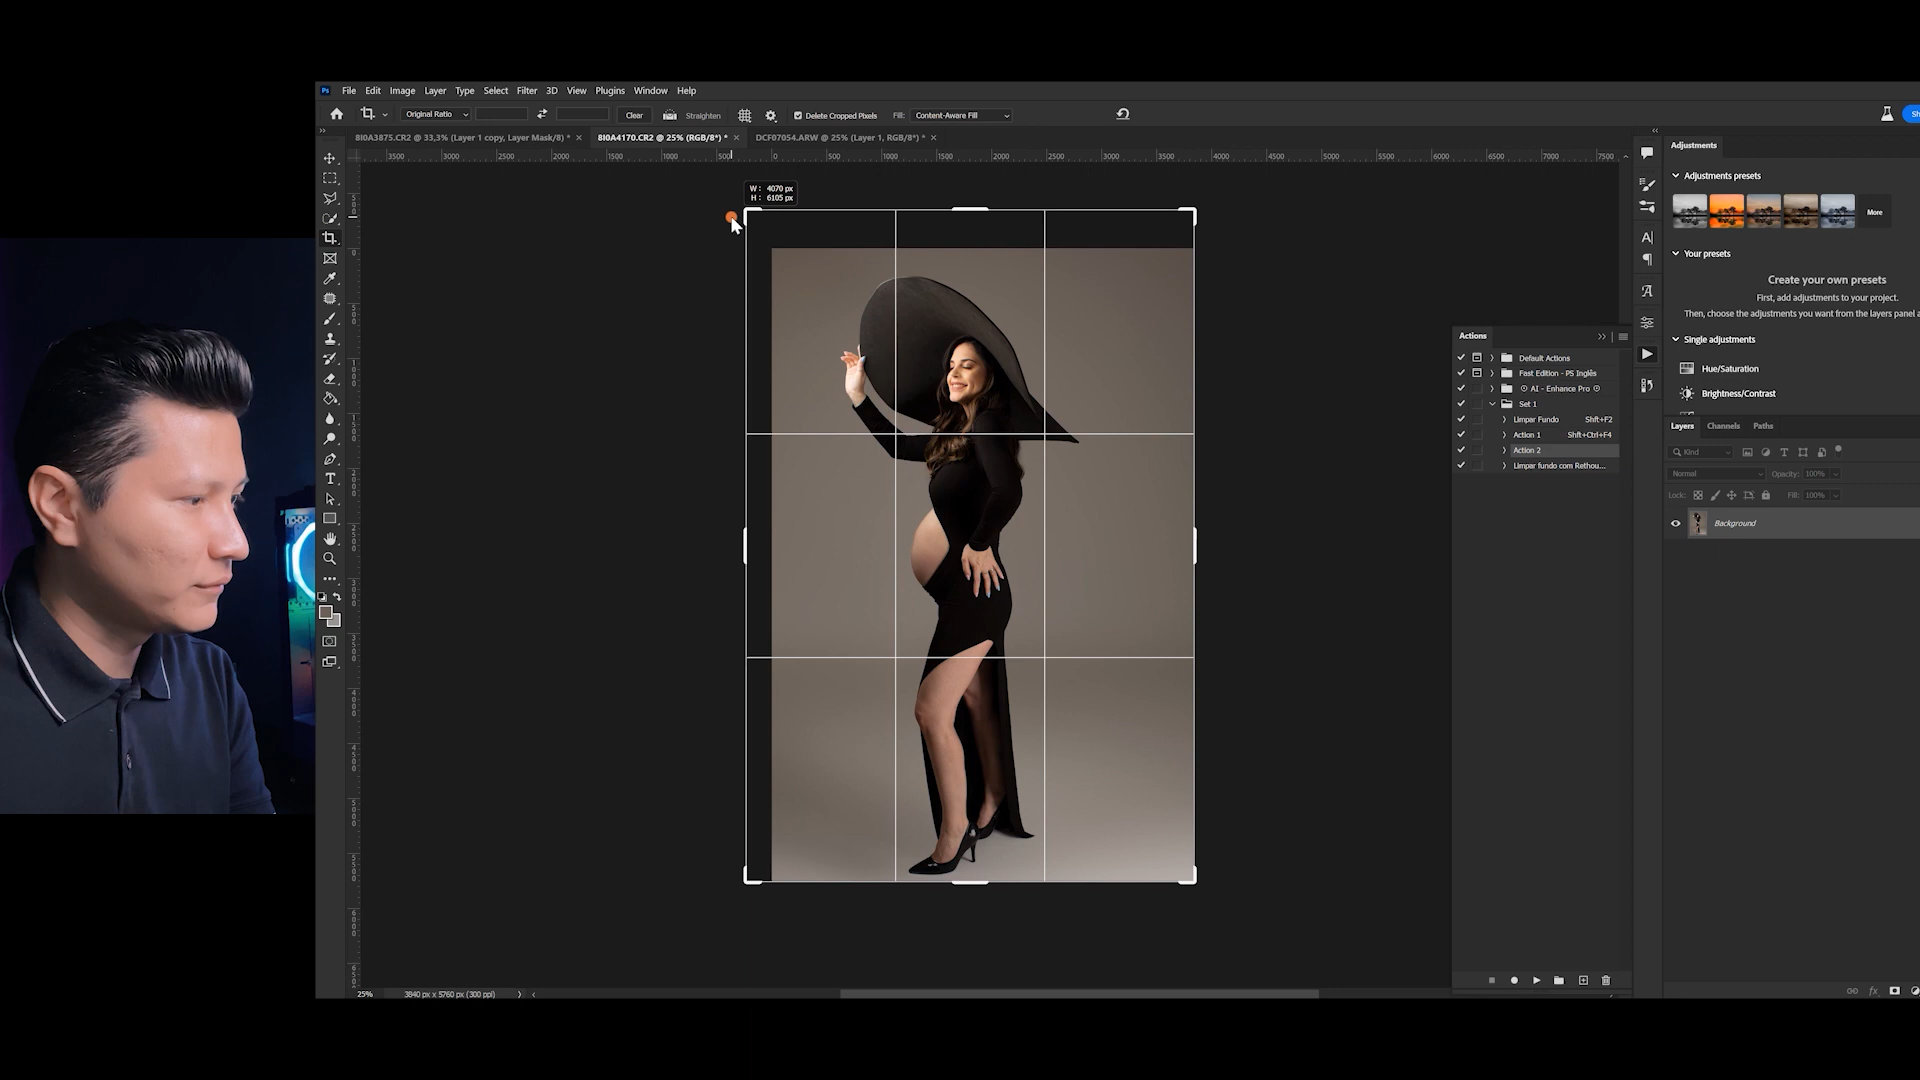 Ps File Edit Image Layer Type Select Filter 3D View Plugins Window Help
Original Ratio Clear Straighten Delete Cropped Pixels Fill: Content-Aware Fill
8I0A3875.CR2 @ 33,3% (Layer 1 copy, Layer Mask/8) * × 8I0A4170.CR2 @ 25% (RGB/8*) * × DCF07054.ARW @ 25% (Layer 1, RGB/8*) * ×
3500 3000 2500 2000 1500 1000 500 0 500 1000 1500 2000 2500 3000 3500 4000 4500 5000 5500 6000 6500 7000 7500
W: 4070 px
H: 6105 px
Adjustments
Adjustments presets
More
Your presets
Create your own presets
First, add adjustments to your project.
Then, choose the adjustments you want from the layers panel
Single adjustments
Hue/Saturation
Brightness/Contrast
Actions
Default Actions
Fast Edition - PS Inglês
AI - Enhance Pro
Set 1
Limpar Fundo Shft+F2
Action 1 Shft+Ctrl+F4
Action 2
Limpar fundo com Rethou...
Layers Channels Paths
Kind
Normal Opacity: 100%
Lock: Fill: 100%
Background
25% 3840 px x 5760 px (300 ppi)